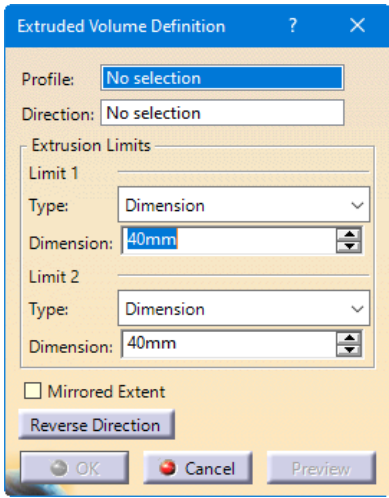 Extruded Volume Definition ?
Profile: No selection
Direction: No selection
Extrusion Limits
Limit 1
Type: Dimension
Dimension: 40mm
Limit 2
Type: Dimension
Dimension: 40mm
Mirrored Extent
Reverse Direction
OK Cancel Preview